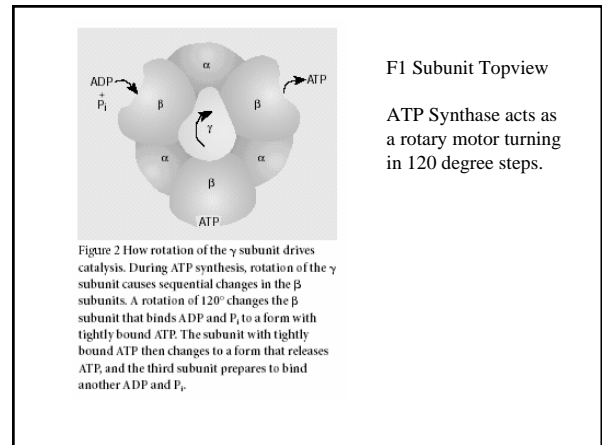 α
ADP
+
Pi
β
β
ATP
γ
α
α
β
ATP
F1 Subunit Topview
ATP Synthase acts as
a rotary motor turning
in 120 degree steps.
Figure 2 How rotation of the γ subunit drives
catalysis. During ATP synthesis, rotation of the γ
subunit causes sequential changes in the β
subunits. A rotation of 120° changes the β
subunit that binds ADP and Pi to a form with
tightly bound ATP. The subunit with tightly
bound ATP then changes to a form that releases
ATP, and the third subunit prepares to bind
another ADP and Pi.